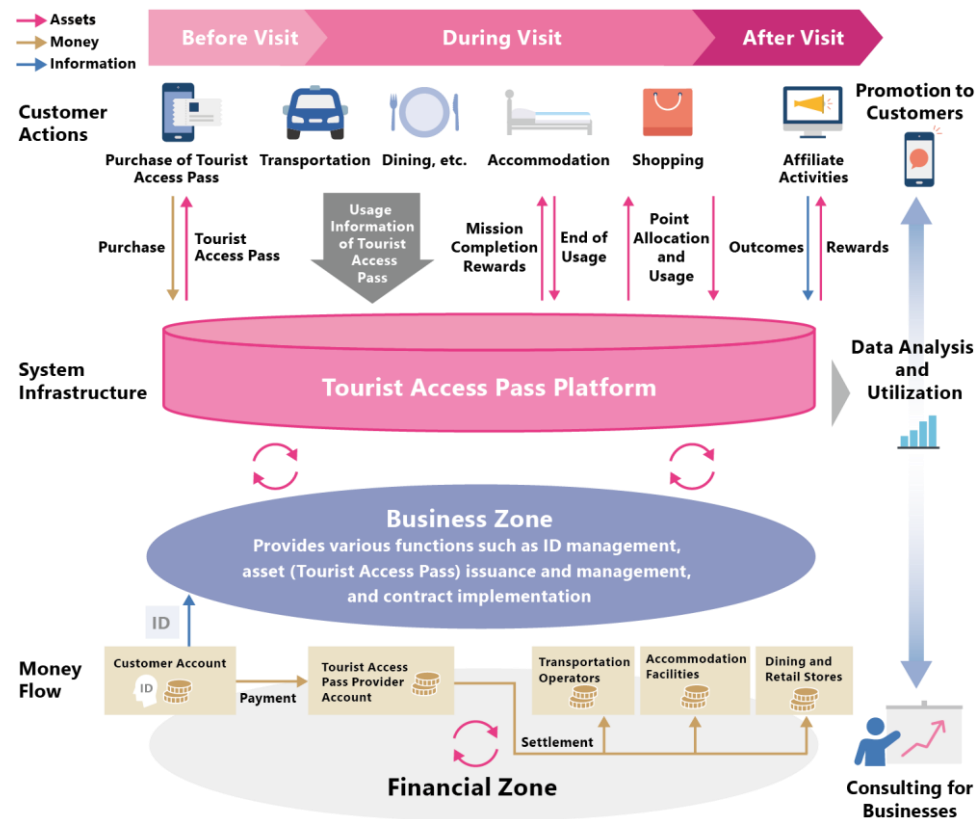 Assets
Money
Information
Before Visit
During Visit
After Visit
Customer
Actions
Purchase of Tourist
Access Pass
Transportation
Dining, etc.
Accommodation
Shopping
Affiliate
Activities
Promotion to
Customers
Purchase
Tourist
Access Pass
Usage
Information
of Tourist
Access
Pass
Mission
Completion
Rewards
End of
Usage
Point
Allocation
and
Usage
Outcomes
Rewards
System
Infrastructure
Tourist Access Pass Platform
Data Analysis
and
Utilization
Business Zone
Provides various functions such as ID management,
asset (Tourist Access Pass) issuance and management,
and contract implementation
ID
Money
Flow
Customer Account
ID
Payment
Tourist Access
Pass Provider
Account
Transportation
Operators
Accommodation
Facilities
Dining and
Retail Stores
Settlement
Financial Zone
Consulting for
Businesses